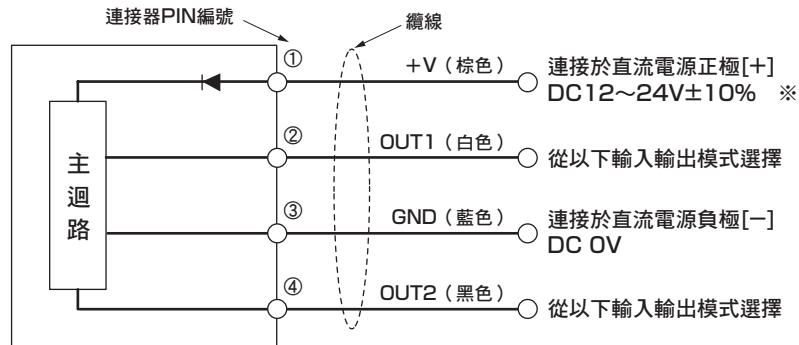 連接器PIN編號
纜線
① +V（棕色） 連接於直流電源正極[+]
DC12～24V±10% ※
② OUT1（白色） 從以下輸入輸出模式選擇
主迴路
③ GND（藍色） 連接於直流電源負極[−]
DC 0V
④ OUT2（黑色） 從以下輸入輸出模式選擇